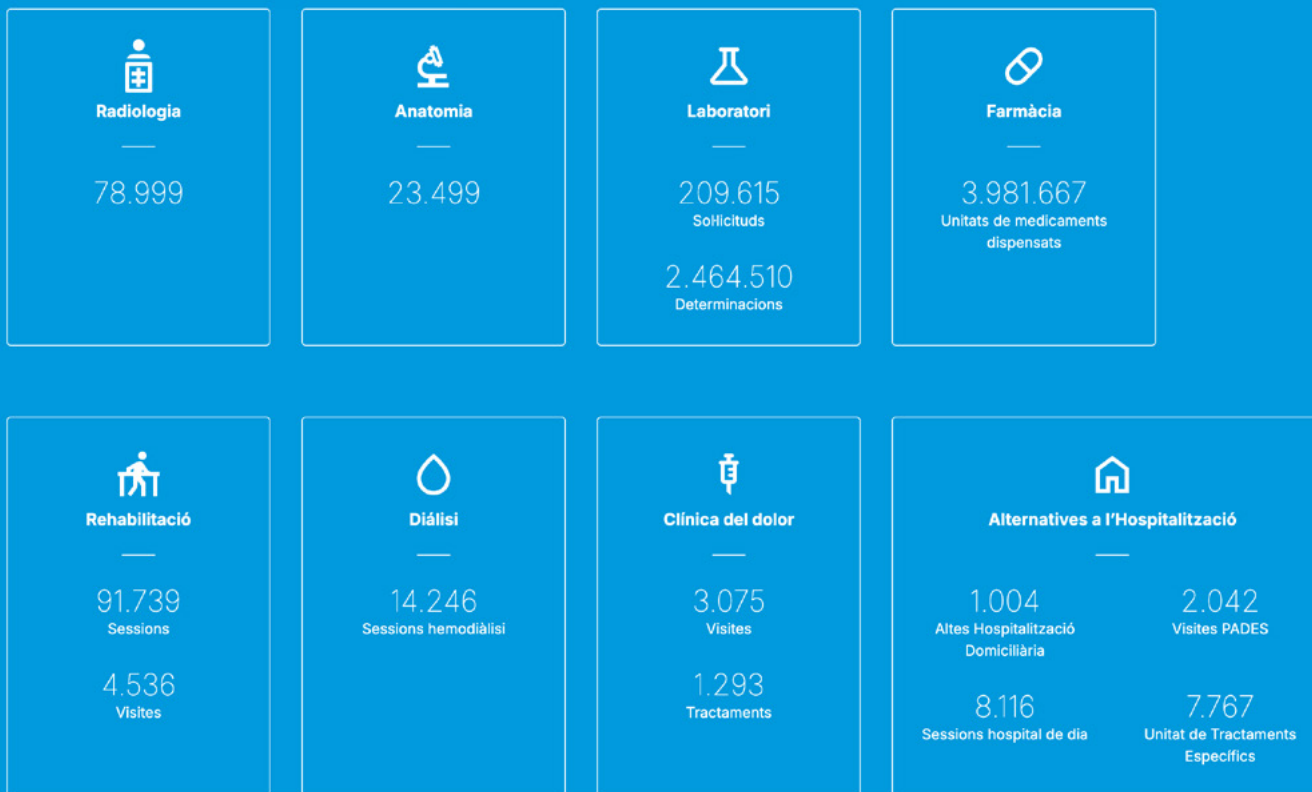 Radiologia
78.999
Anatomia
23.499
Laboratori
209.615
Sol·licituds
2.464.510
Determinacions
Farmàcia
3.981.667
Unitats de medicaments
dispensats
Rehabilitació
91.739
Sessions
4.536
Visites
Diálisi
14.246
Sessions hemodiàlisi
Clínica del dolor
3.075
Visites
1.293
Tractaments
Alternatives a l’Hospitalització
1.004
Altes Hospitalització
Domiciliària
2.042
Visites PADES
8.116
Sessions hospital de dia
7.767
Unitat de Tractaments
Específics